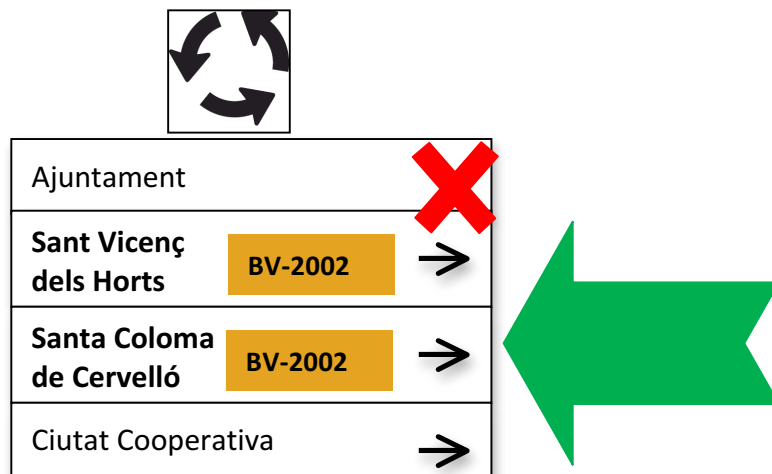 Ajuntament
Sant Vicenç
dels Horts
BV-2002
Santa Coloma
de Cervelló
BV-2002
Ciutat Cooperativa